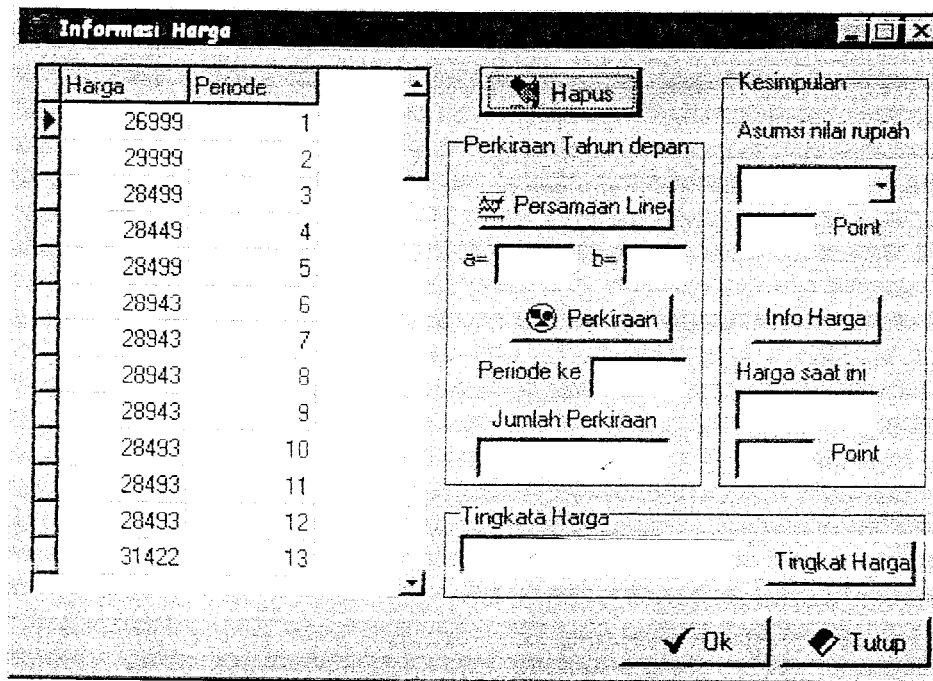 Informasi Harga
Harga Periode
26999 1
29999 2
28499 3
28449 4
28499 5
28943 6
28943 7
28943 8
28943 9
28493 10
28493 11
28493 12
31422 13
Hapus
Perkiraan Tahun depan
Persamaan Line
a= b=
Perkiraan
Periode ke
Jumlah Perkiraan
Kesimpulan
Asumsi nilai rupiah
Point
Info Harga
Harga saat ini
Point
Tingkata Harga
Tingkat Harga
Ok Tutup